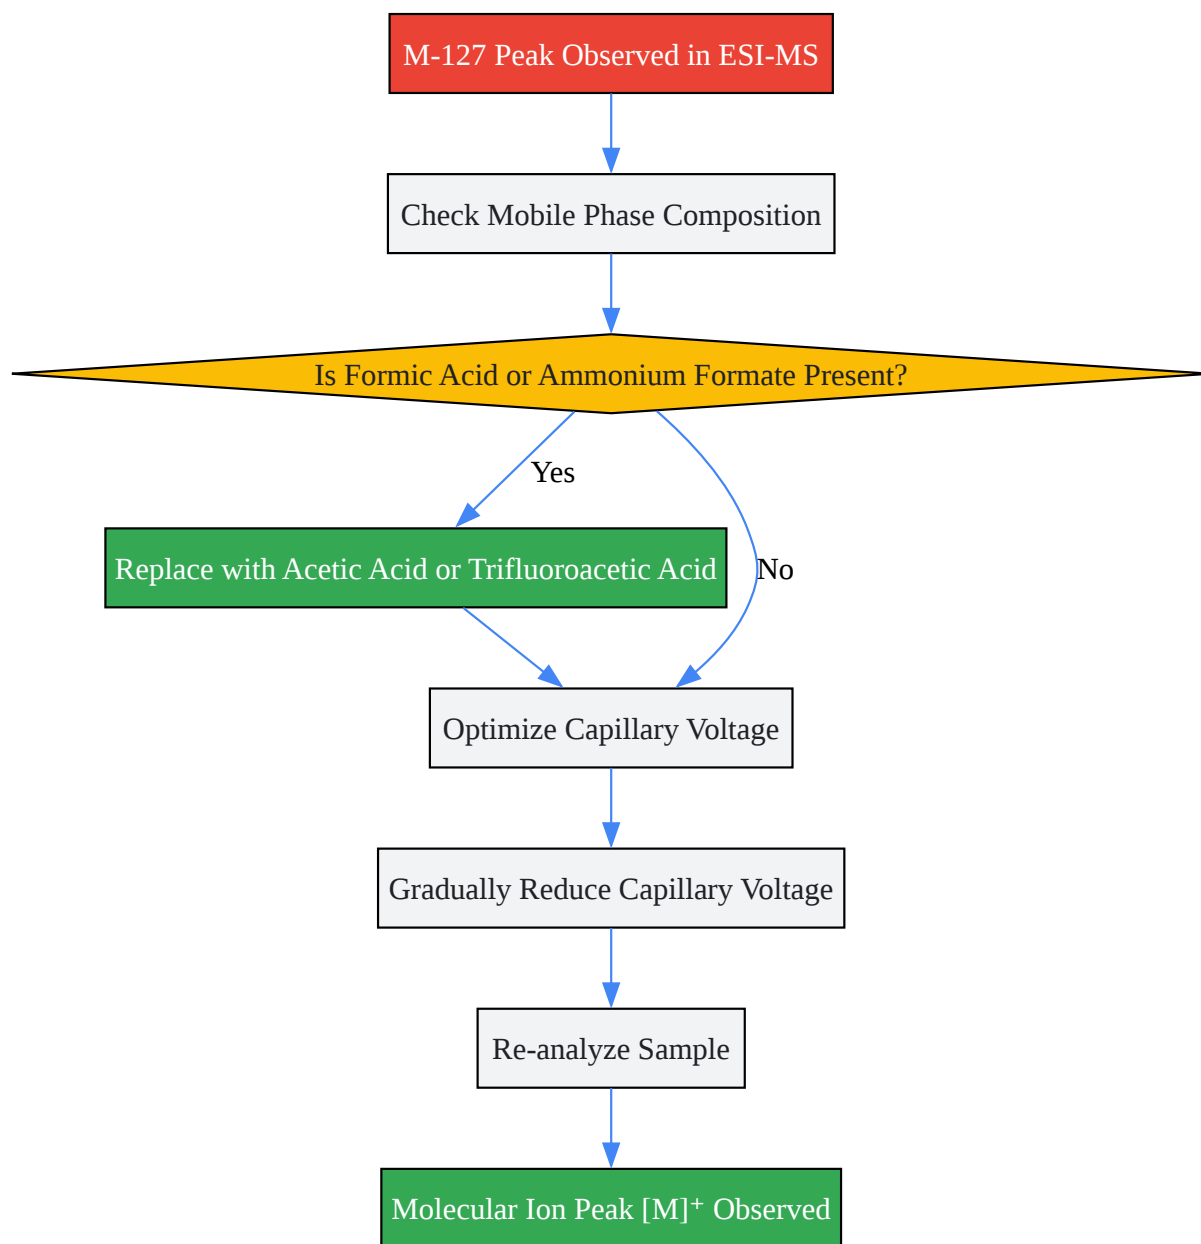 M-127 Peak Observed in ESI-MS
Check Mobile Phase Composition
Is Formic Acid or Ammonium Formate Present?
Yes
Replace with Acetic Acid or Trifluoroacetic Acid
No
Optimize Capillary Voltage
Gradually Reduce Capillary Voltage
Re-analyze Sample
Molecular Ion Peak [M]⁺ Observed